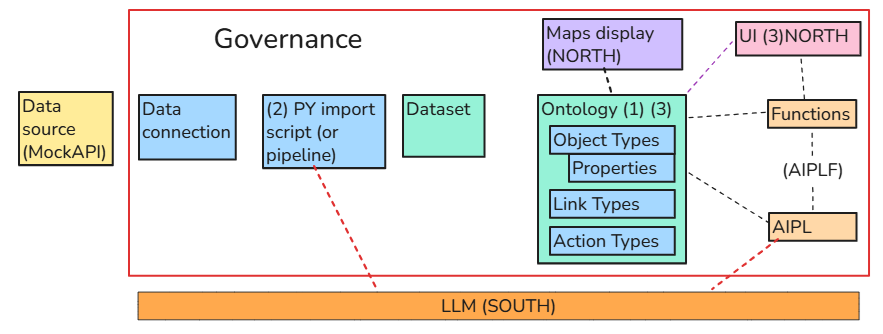 Governance
Maps display
(NORTH)
UI (3)NORTH
Data
source
(MockAPI)
Data
connection
(2) PY import
script (or
pipeline)
Dataset
Ontology (1) (3)
Object Types
Properties
Link Types
Action Types
Functions
(AIPLF)
AIPL
LLM (SOUTH)